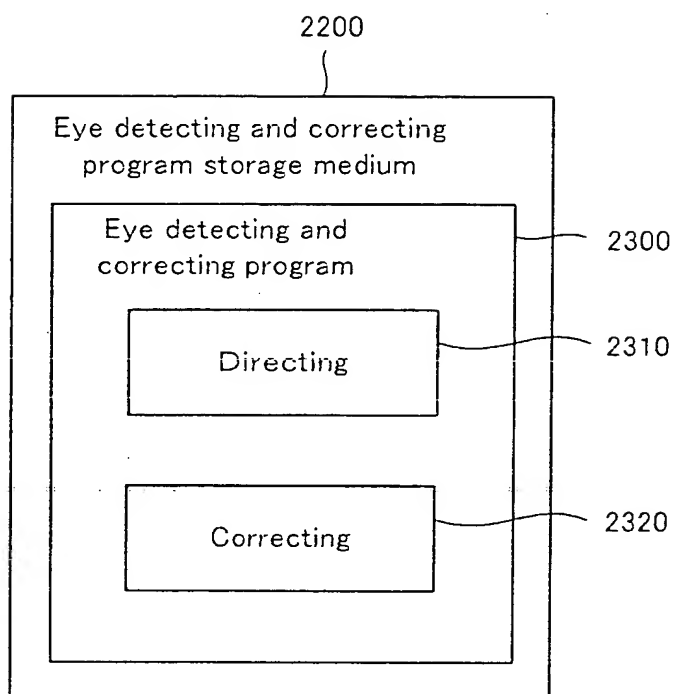 2200
Eye detecting and correcting
program storage medium
Eye detecting and
correcting program
2300
Directing
2310
Correcting
2320